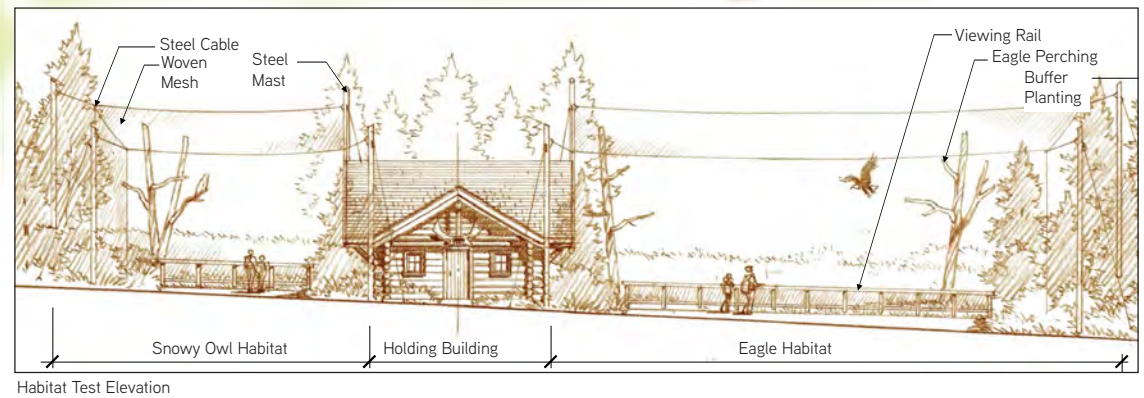 Steel Cable
Woven
Mesh
Steel
Mast
Viewing Rail
Eagle Perching
Buffer
Planting
Snowy Owl Habitat
Holding Building
Eagle Habitat
Habitat Test Elevation